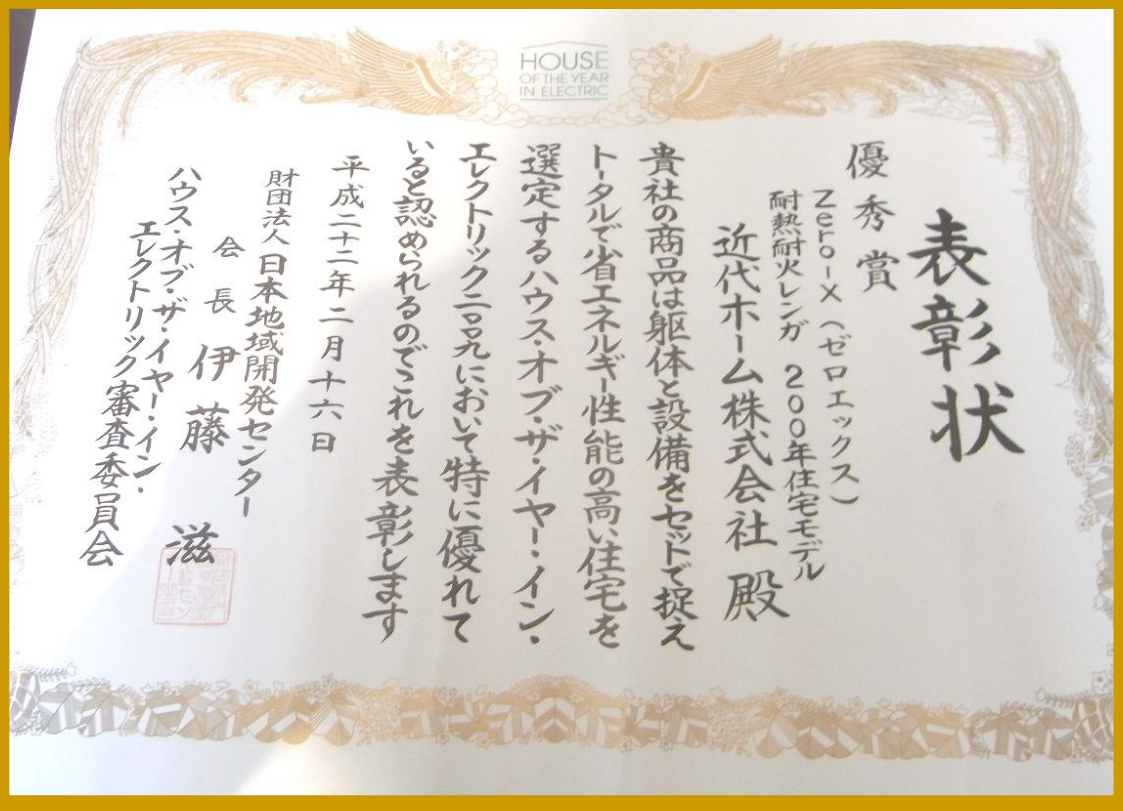 HOUSE
OF THE YEAR
IN ELECTRIC
表彰状
優秀賞
Zero-X（ゼロエックス）
耐熱耐火レンガ 200年住宅モデル
近代ホーム株式会社 殿
貴社の商品は躯体と設備をセットで捉え
トータルで省エネルギー性能の高い住宅を
選定するハウス・オブ・ザ・イヤー・イン・
エレクトリック二〇〇九において特に優れて
いると認められるのでこれを表彰します
平成二十二年二月十六日
財団法人日本地域開発センター
会長 伊藤 滋
ハウス・オブ・ザ・イヤー・イン・
エレクトリック審査委員会